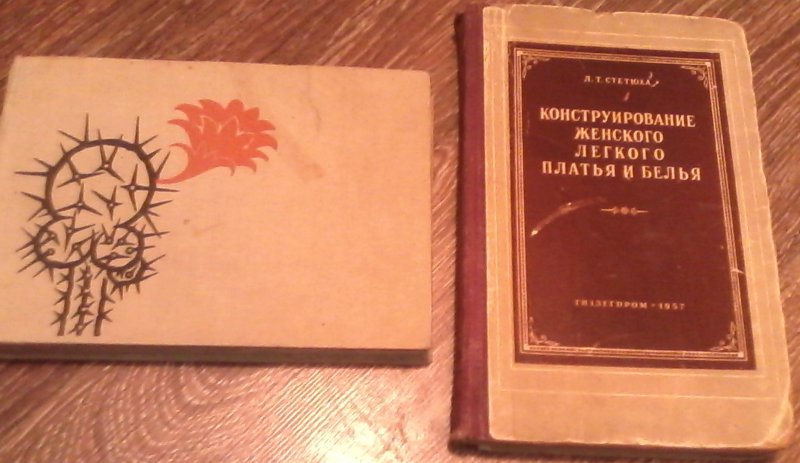 Л. Т. СТЕТЮХА
КОНСТРУИРОВАНИЕ
ЖЕНСКОГО
ЛЕГКОГО
ПЛАТЬЯ И БЕЛЬЯ
ГИЗЛЕГПРОМ • 1957